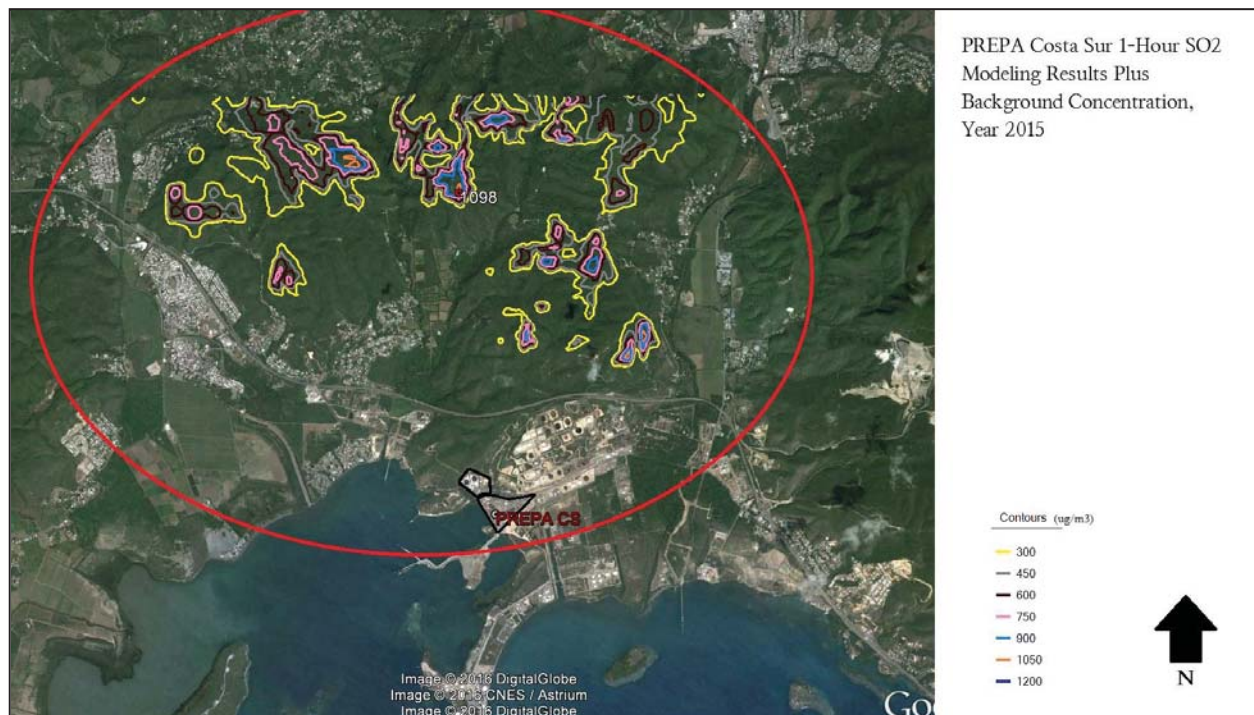 PREPA Costa Sur 1-Hour SO2
Modeling Results Plus
Background Concentration,
Year 2015
1098
PREPA CS
Contours (ug/m3)
300
450
600
750
900
1050
1200
N
Image © 2016 DigitalGlobe
Image © 2016 CNES / Astrium
Image © 2016 DigitalGlobe
Goo